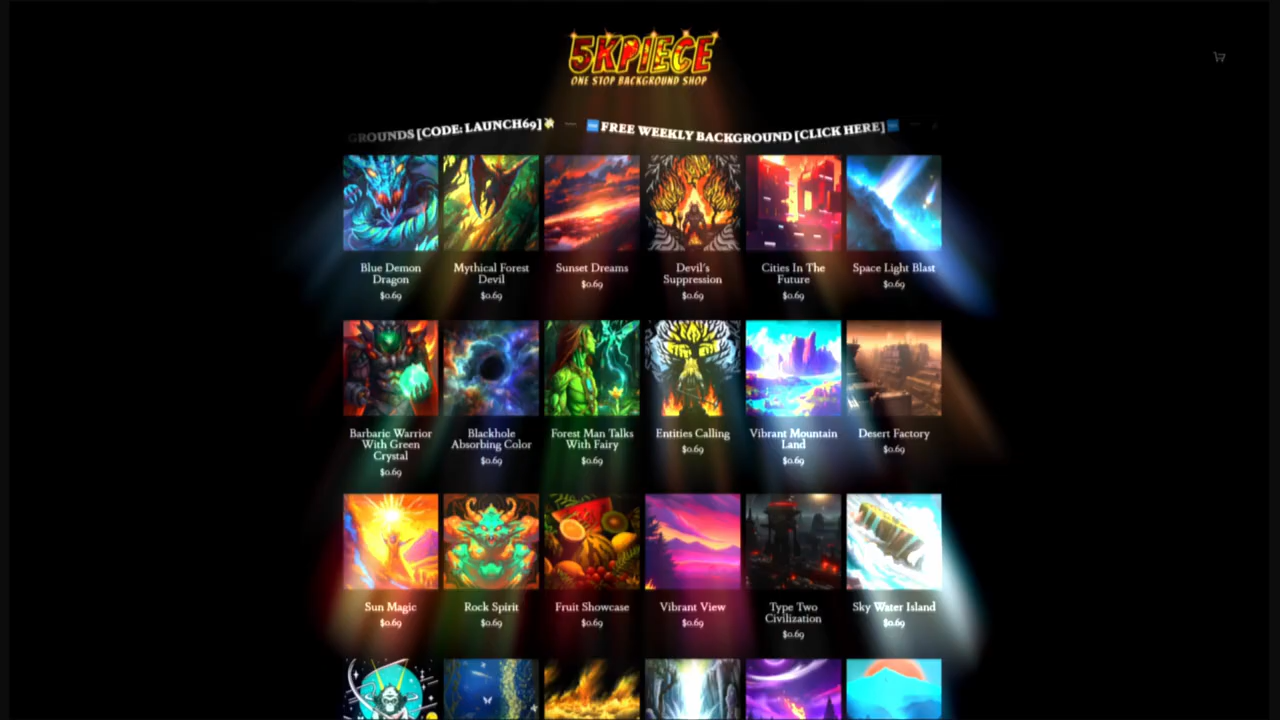 5KPIECE
ONE STOP BACKGROUND SHOP
GROUNDS [CODE: LAUNCH69]
FREE WEEKLY BACKGROUND [CLICK HERE]
Blue Demon
Dragon
$0.69
Mythical Forest
Devil
$0.69
Sunset Dreams
$0.69
Devil's
Suppression
$0.69
Cities In The
Future
$0.69
Space Light Blast
$0.69
Barbaric Warrior
With Green
Crystal
$0.69
Blackhole
Absorbing Color
$0.69
Forest Man Talks
With Fairy
$0.69
Entities Calling
$0.69
Vibrant Mountain
Land
$0.69
Desert Factory
$0.69
Sun Magic
$0.69
Rock Spirit
$0.69
Fruit Showcase
$0.69
Vibrant View
$0.69
Type Two
Civilization
$0.69
Sky Water Island
$0.69